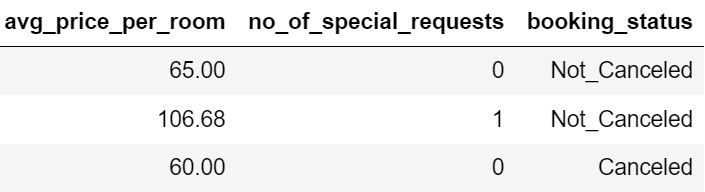 avg_price_per_room no_of_special_requests booking_status
65.00 0 Not_Canceled
106.68 1 Not_Canceled
60.00 0 Canceled